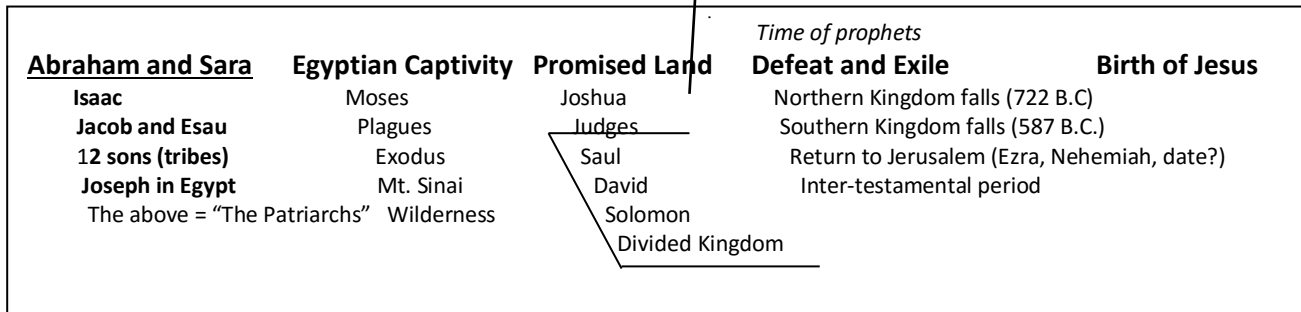 Time of prophets
Abraham and Sara Egyptian Captivity Promised Land Defeat and Exile Birth of Jesus
Isaac Moses Joshua Northern Kingdom falls (722 B.C)
Jacob and Esau Plagues Judges Southern Kingdom falls (587 B.C.)
12 sons (tribes) Exodus Saul Return to Jerusalem (Ezra, Nehemiah, date?)
Joseph in Egypt Mt. Sinai David Inter-testamental period
The above = “The Patriarchs” Wilderness Solomon
Divided Kingdom